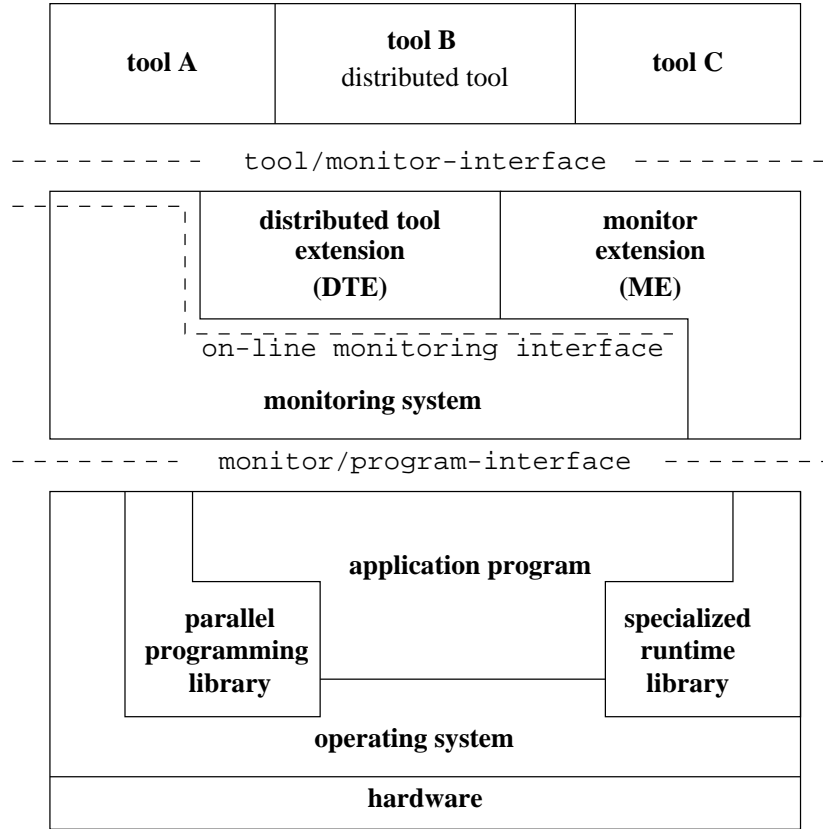 tool A
tool B
distributed tool
tool C
tool/monitor-interface
distributed tool
extension
(DTE)
monitor
extension
(ME)
on-line monitoring interface
monitoring system
monitor/program-interface
application program
parallel
programming
library
specialized
runtime
library
operating system
hardware